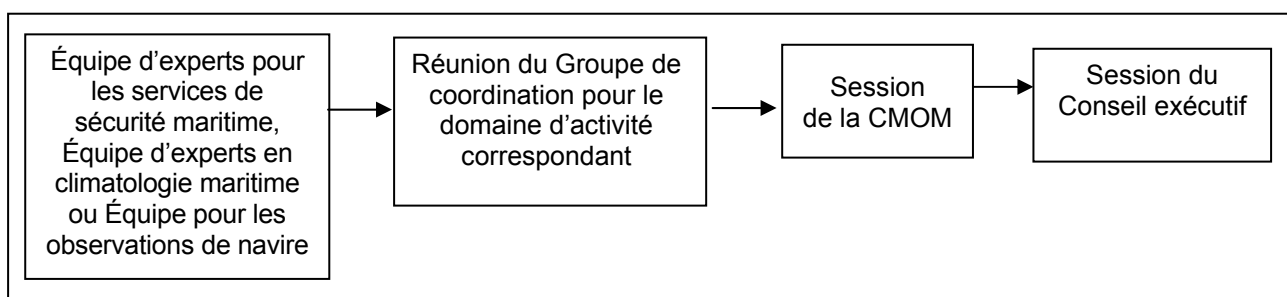 Équipe d’experts pour
les services de
sécurité maritime,
Équipe d’experts en
climatologie maritime
ou Équipe pour les
observations de navire
Réunion du Groupe de
coordination pour le
domaine d’activité
correspondant
Session
de la CMOM
Session du
Conseil exécutif